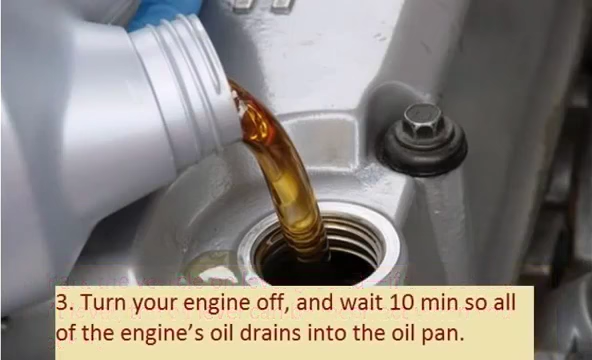 3. Turn your engine off, and wait 10 min so all
of the engine’s oil drains into the oil pan.